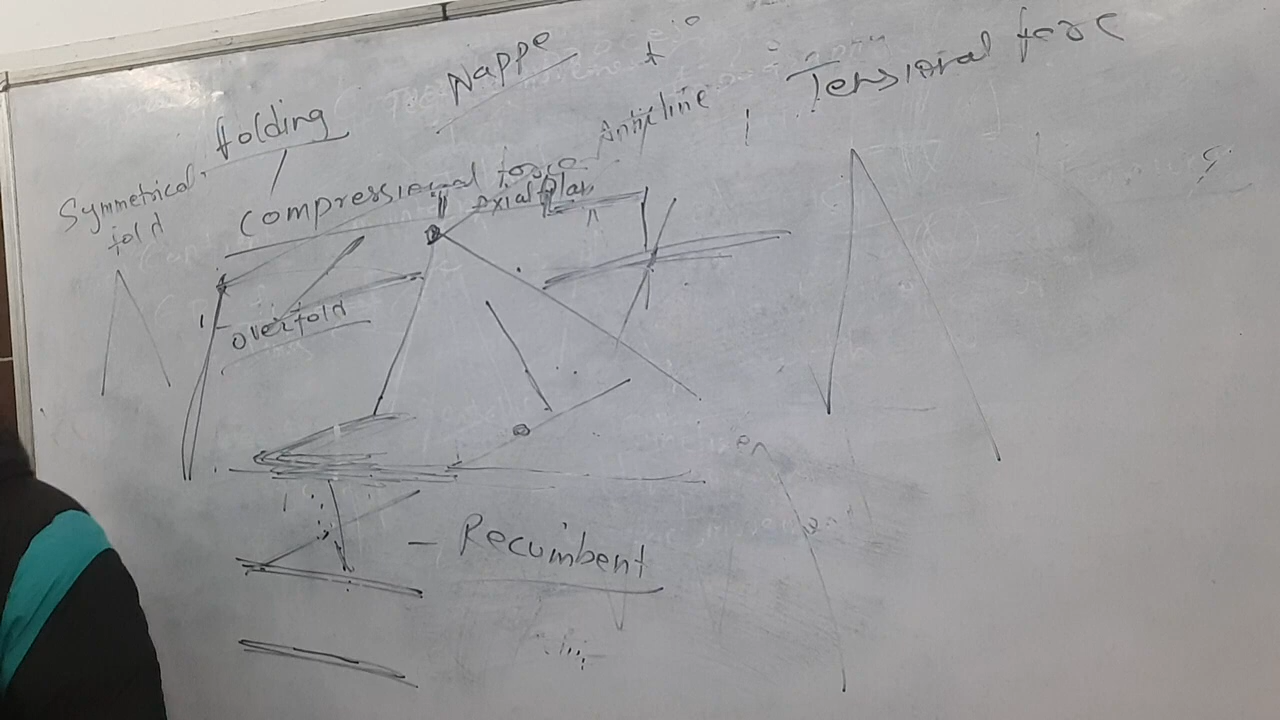 Nappe
Tensional force
folding
Anticline
Symmetrical
fold
Compressional force
Axial Plan
Overfold
- Recumbent